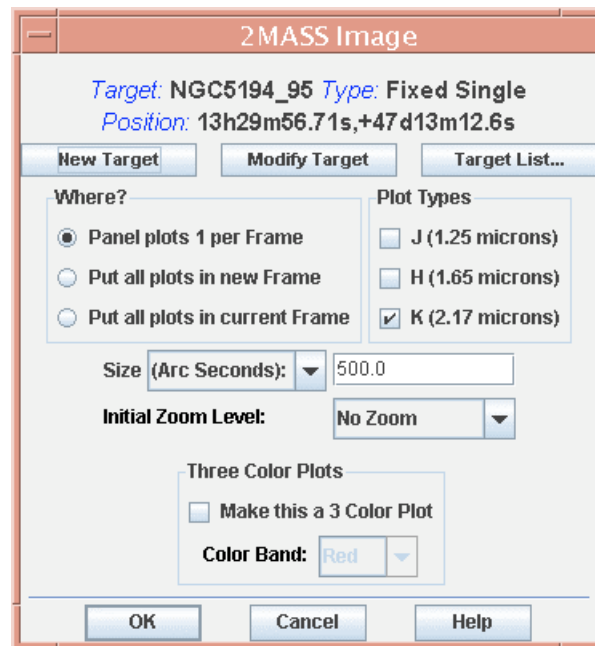 2MASS Image
Target: NGC5194_95 Type: Fixed Single
Position: 13h29m56.71s,+47d13m12.6s
New Target Modify Target Target List...
Where?
Panel plots 1 per Frame
Put all plots in new Frame
Put all plots in current Frame
Plot Types
J (1.25 microns)
H (1.65 microns)
K (2.17 microns)
Size (Arc Seconds): 500.0
Initial Zoom Level: No Zoom
Three Color Plots
Make this a 3 Color Plot
Color Band: Red
OK Cancel Help